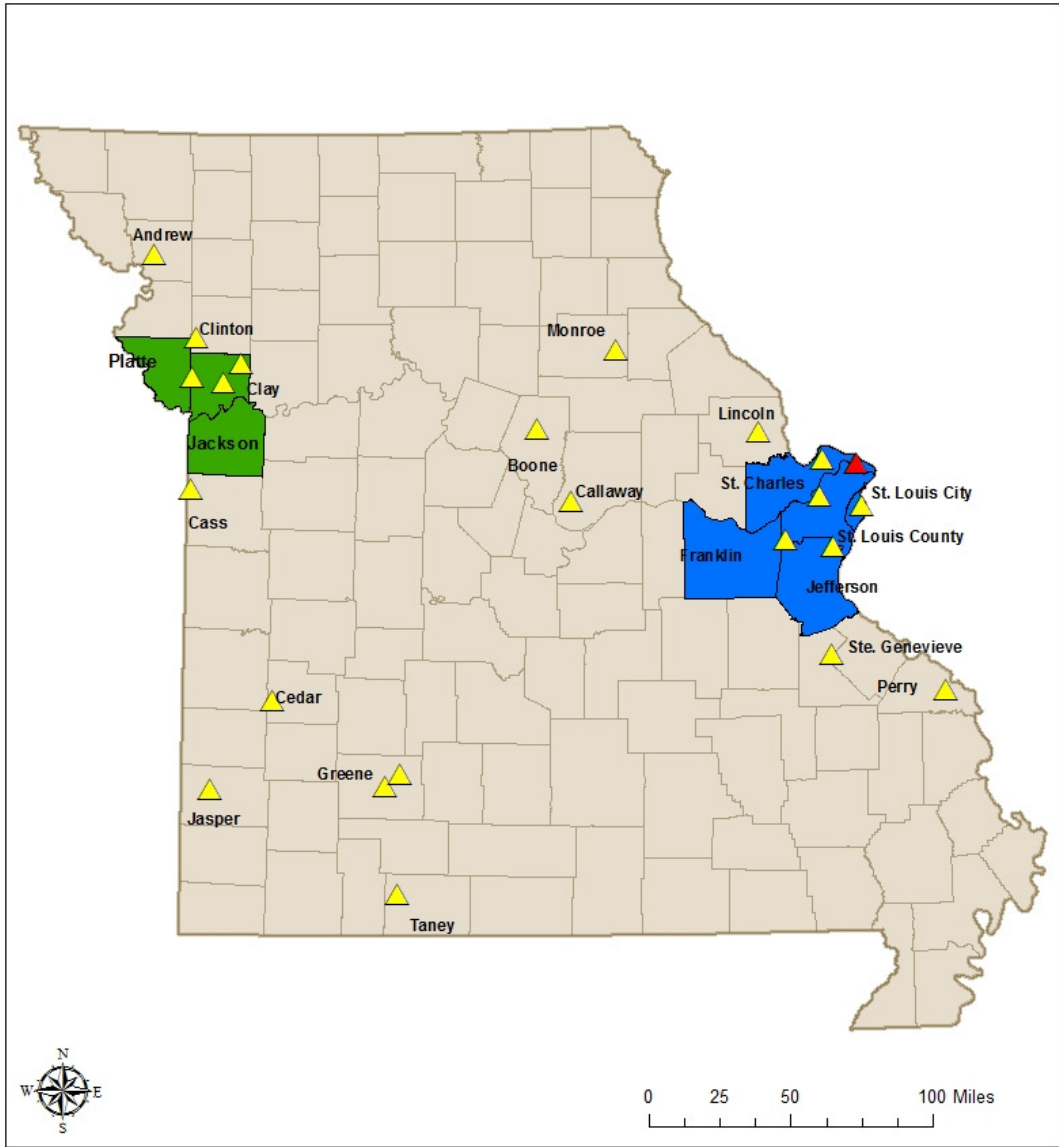 Andrew
Clinton
Platte
Clay
Jackson
Cass
Monroe
Lincoln
Boone
Callaway
St. Charles
St. Louis City
St. Louis County
Franklin
Jefferson
Ste. Genevieve
Perry
Cedar
Greene
Jasper
Taney
N
W
E
S
0 25 50 100 Miles